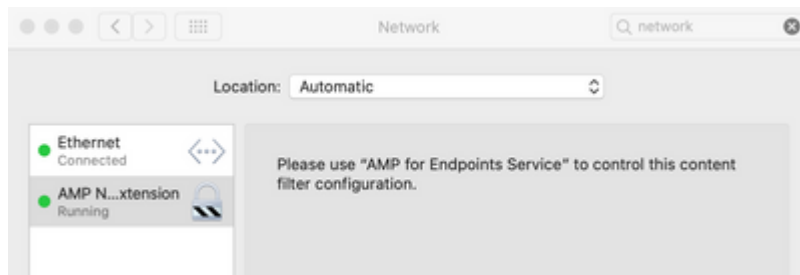 Network
network
Location: Automatic
Ethernet
Connected
AMP N...xtension
Running
Please use "AMP for Endpoints Service" to control this content
filter configuration.